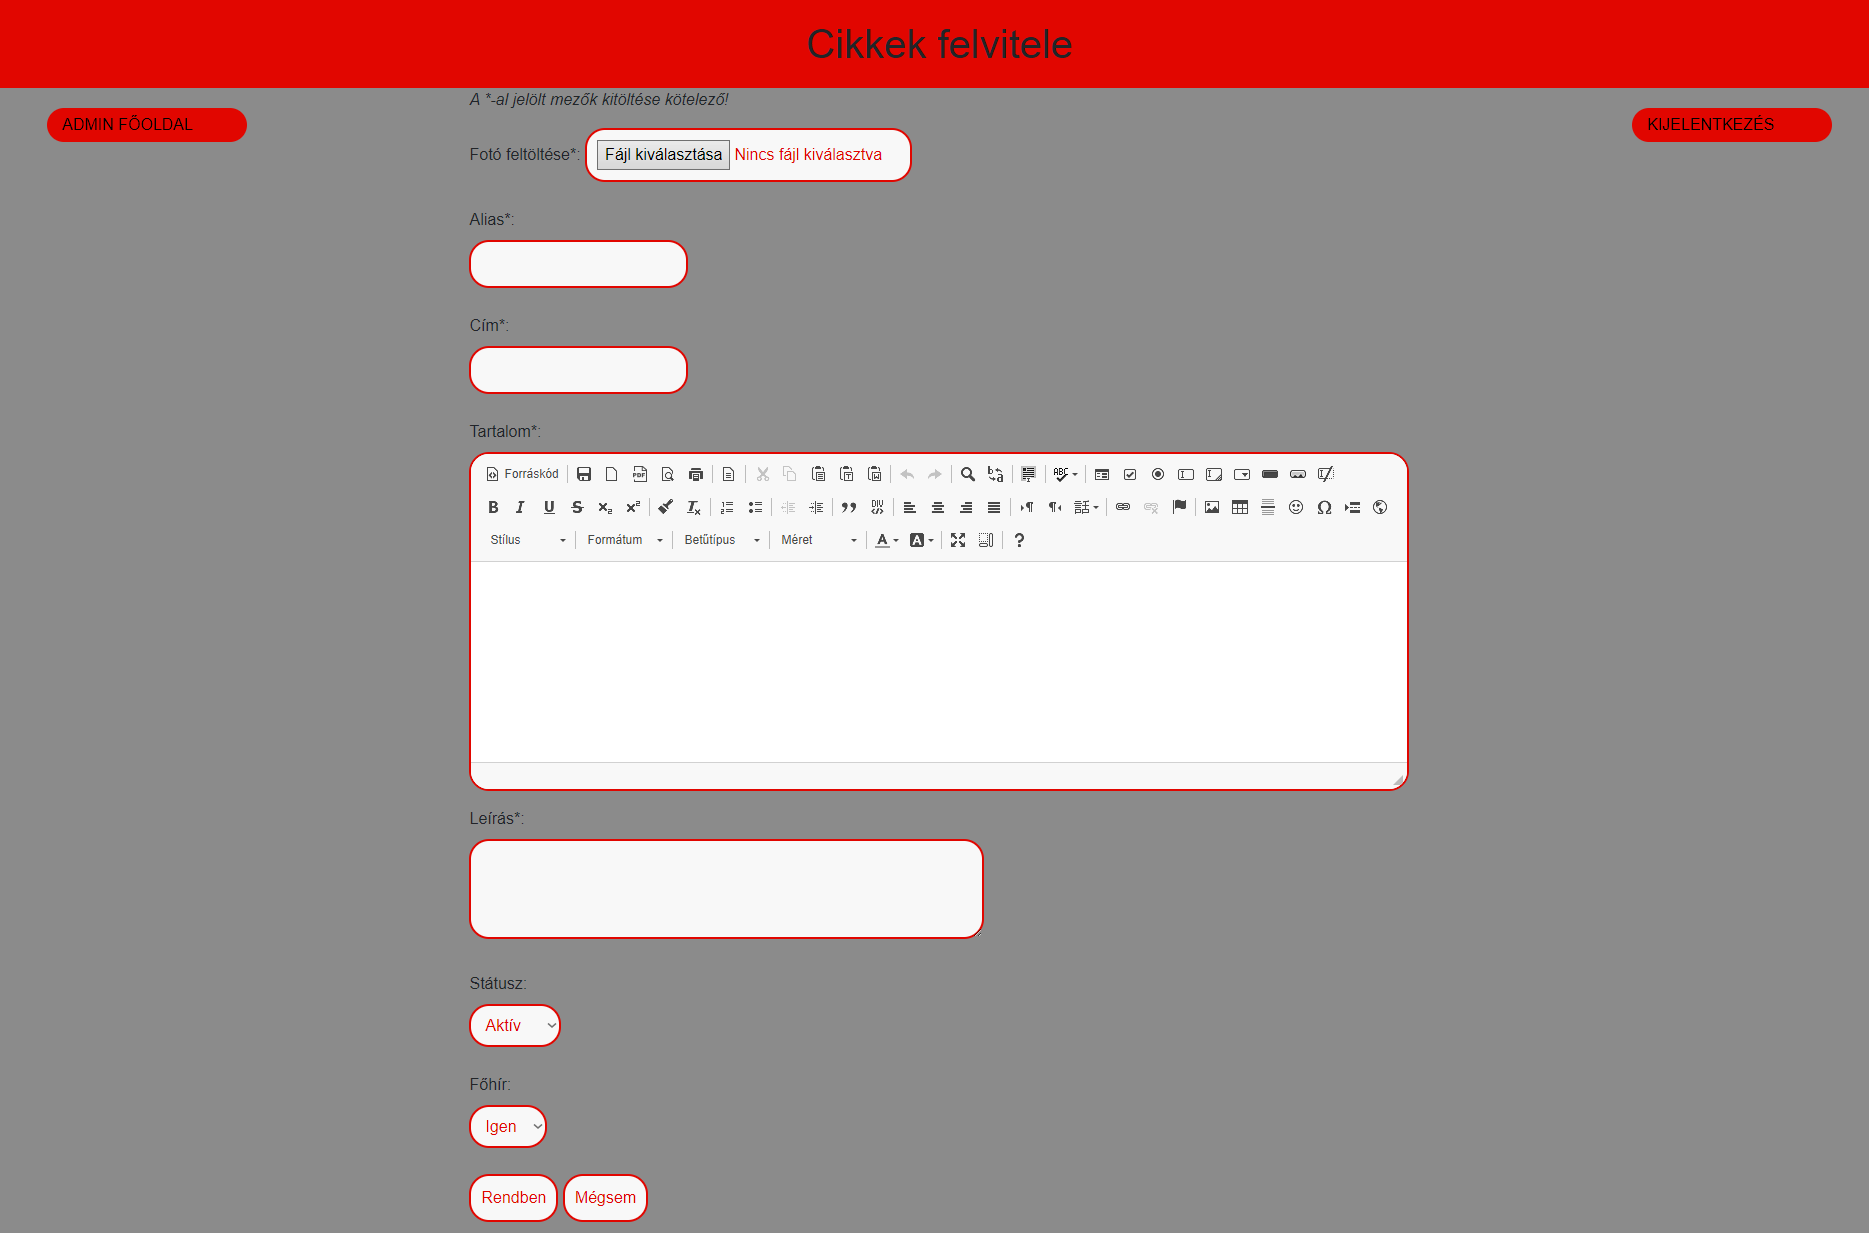 Cikkek felvitele
A *-al jelölt mezők kitöltése kötelező!
ADMIN FŐOLDAL
KIJELENTKEZÉS
Fotó feltöltése*: Fájl kiválasztása Nincs fájl kiválasztva
Alias*:
Cím*:
Tartalom*:
Forráskód
Stílus Formátum Betűtípus Méret
Leírás*:
Státusz:
Aktív
Főhír:
Igen
Rendben Mégsem